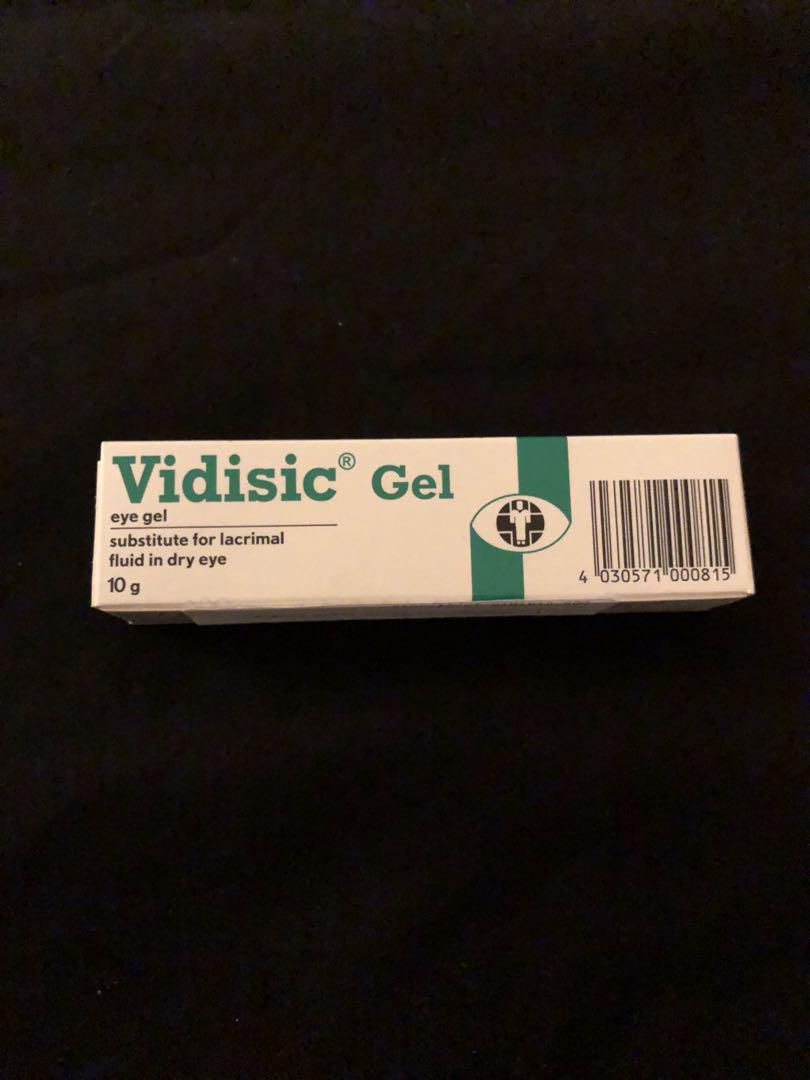 Vidisic® Gel
eye gel
substitute for lacrimal
fluid in dry eye
10 g
4 030571 000815